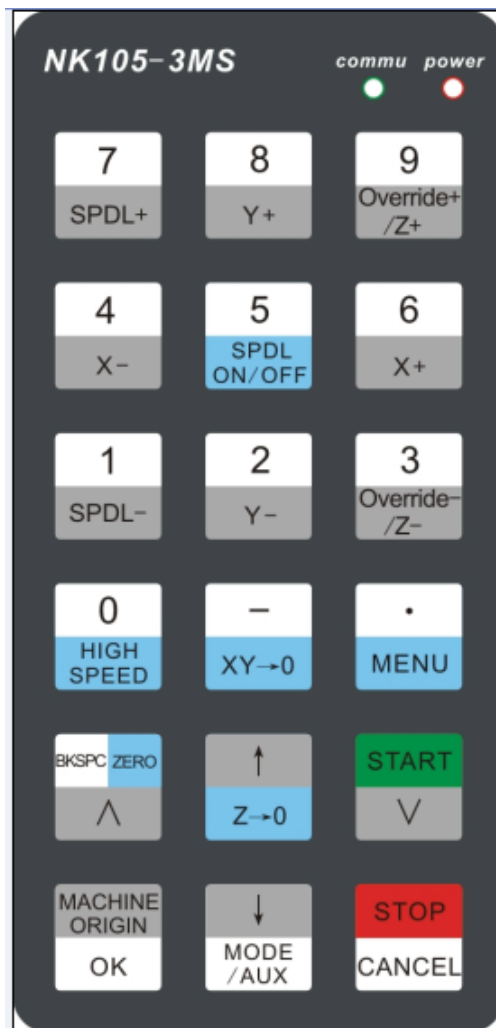 NK105-3MS
commu power
7 8 9
SPDL+ Y+ Override+
/Z+
4 5 6
X- SPDL
ON/OFF X+
1 2 3
SPDL- Y- Override-
/Z-
0 - .
HIGH
SPEED XY→0 MENU
BKSPC ZERO ↑ START
∧ Z→0 ∨
MACHINE
ORIGIN ↓ STOP
OK MODE
/AUX CANCEL